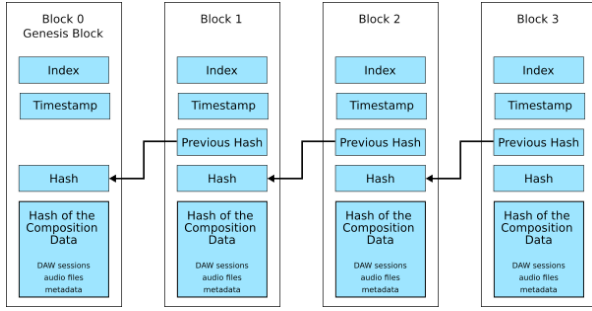 Block 0
Genesis Block
Index
Timestamp
Hash
Hash of the
Composition
Data
DAW sessions
audio files
metadata
Block 1
Index
Timestamp
Previous Hash
Hash
Hash of the
Composition
Data
DAW sessions
audio files
metadata
Block 2
Index
Timestamp
Previous Hash
Hash
Hash of the
Composition
Data
DAW sessions
audio files
metadata
Block 3
Index
Timestamp
Previous Hash
Hash
Hash of the
Composition
Data
DAW sessions
audio files
metadata